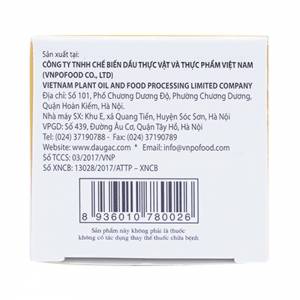 Sản xuất tại:
CÔNG TY TNHH CHẾ BIẾN DẦU THỰC VẬT VÀ THỰC PHẨM VIỆT NAM
(VNPOFOOD CO., LTD)
VIETNAM PLANT OIL AND FOOD PROCESSING LIMITED COMPANY
Địa chỉ: Số 101, Phố Chương Dương Độ, Phường Chương Dương,
Quận Hoàn Kiếm, Hà Nội.
Nhà máy SX: Khu E, xã Quang Tiến, Huyện Sóc Sơn, Hà Nội
VPGD: Số 439, Đường Âu Cơ, Quận Tây Hồ, Hà Nội
Tel: (024) 37190788 - Fax: (024) 37190789
Website: www.daugac.com - Email: info@vnpofood.com
Số TCCS: 03/2017/VNP
Số XNCB: 13028/2017/ATTP – XNCB
8 936010 780026
Sản phẩm này không phải là thuốc
không có tác dụng thay thế thuốc chữa bệnh